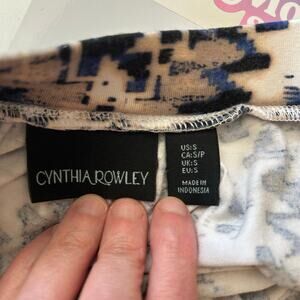 CYNTHIA ROWLEY
US:S
CA:S/P
UK:S
EU:S
MADE IN
INDONESIA